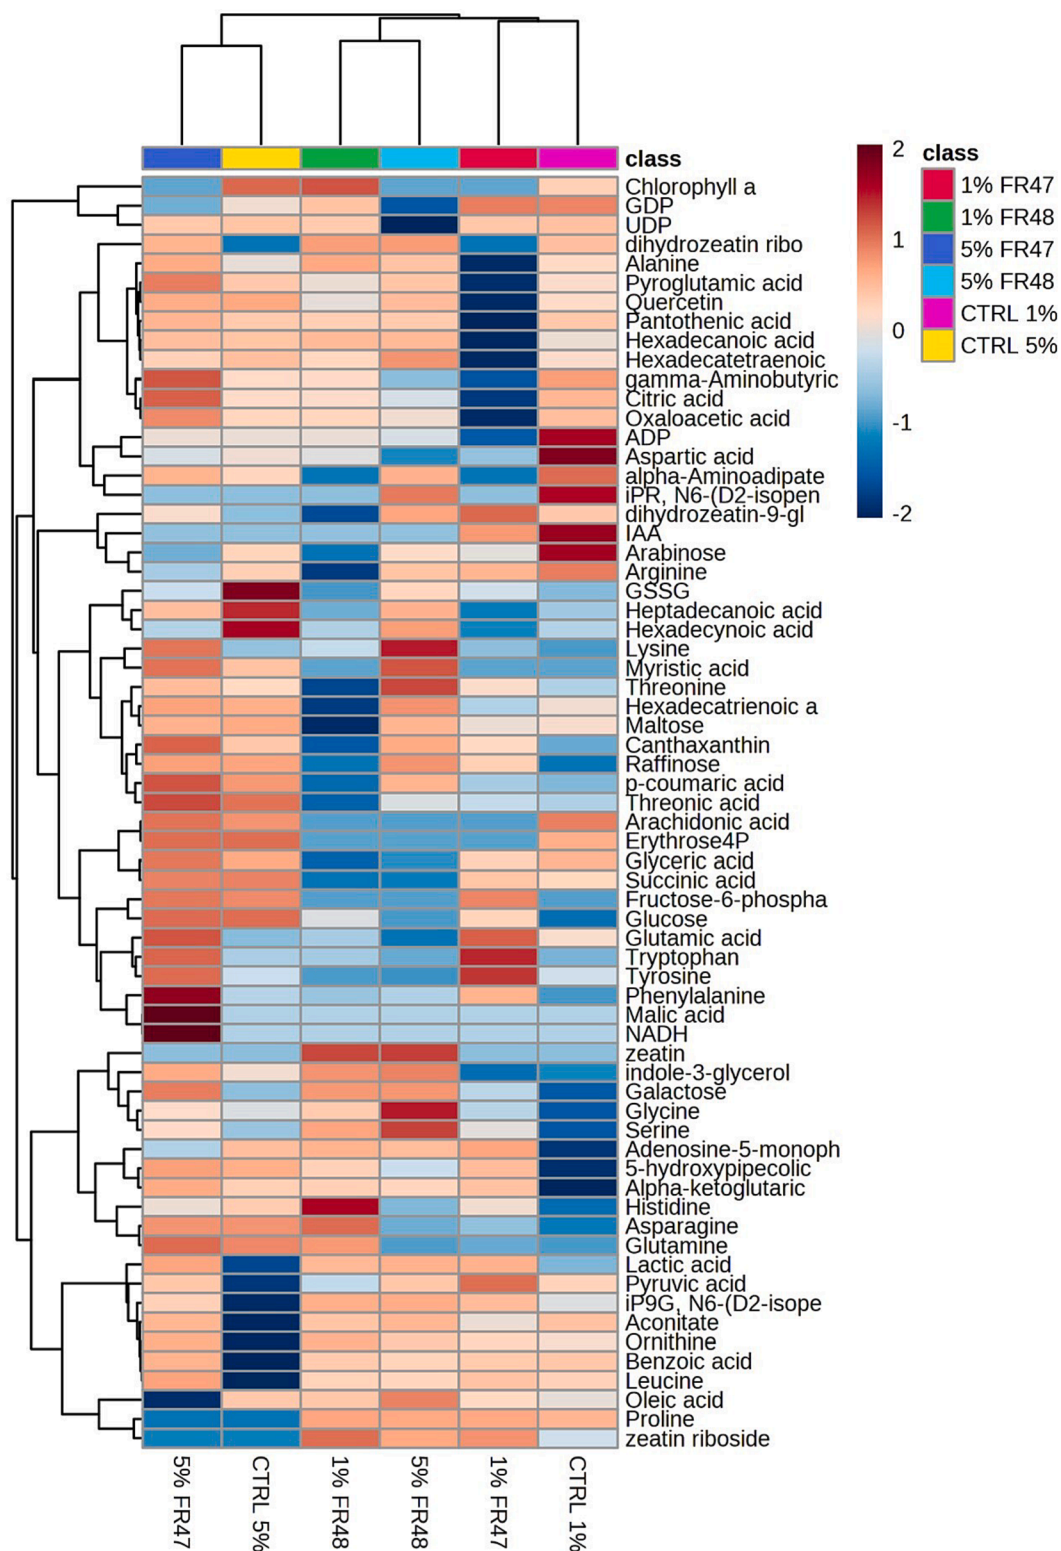 class
Chlorophyll a
GDP
UDP
dihydrozeatin ribo
Alanine
Pyroglutamic acid
Quercetin
Pantothenic acid
Hexadecanoic acid
Hexadecatetraenoic
gamma-Aminobutyric
Citric acid
Oxaloacetic acid
ADP
Aspartic acid
alpha-Aminoadipate
iPR, N6-(D2-isopen
dihydrozeatin-9-gl
IAA
Arabinose
Arginine
GSSG
Heptadecanoic acid
Hexadecynoic acid
Lysine
Myristic acid
Threonine
Hexadecatrienoic a
Maltose
Canthaxanthin
Raffinose
p-coumaric acid
Threonic acid
Arachidonic acid
Erythrose4P
Glyceric acid
Succinic acid
Fructose-6-phospha
Glucose
Glutamic acid
Tryptophan
Tyrosine
Phenylalanine
Malic acid
NADH
zeatin
indole-3-glycerol
Galactose
Glycine
Serine
Adenosine-5-monoph
5-hydroxypipecolic
Alpha-ketoglutaric
Histidine
Asparagine
Glutamine
Lactic acid
Pyruvic acid
iP9G, N6-(D2-isope
Aconitate
Ornithine
Benzoic acid
Leucine
Oleic acid
Proline
zeatin riboside
5% FR47
CTRL 5%
1% FR48
5% FR48
1% FR47
CTRL 1%
2
1
0
-1
-2
class
1% FR47
1% FR48
5% FR47
5% FR48
CTRL 1%
CTRL 5%